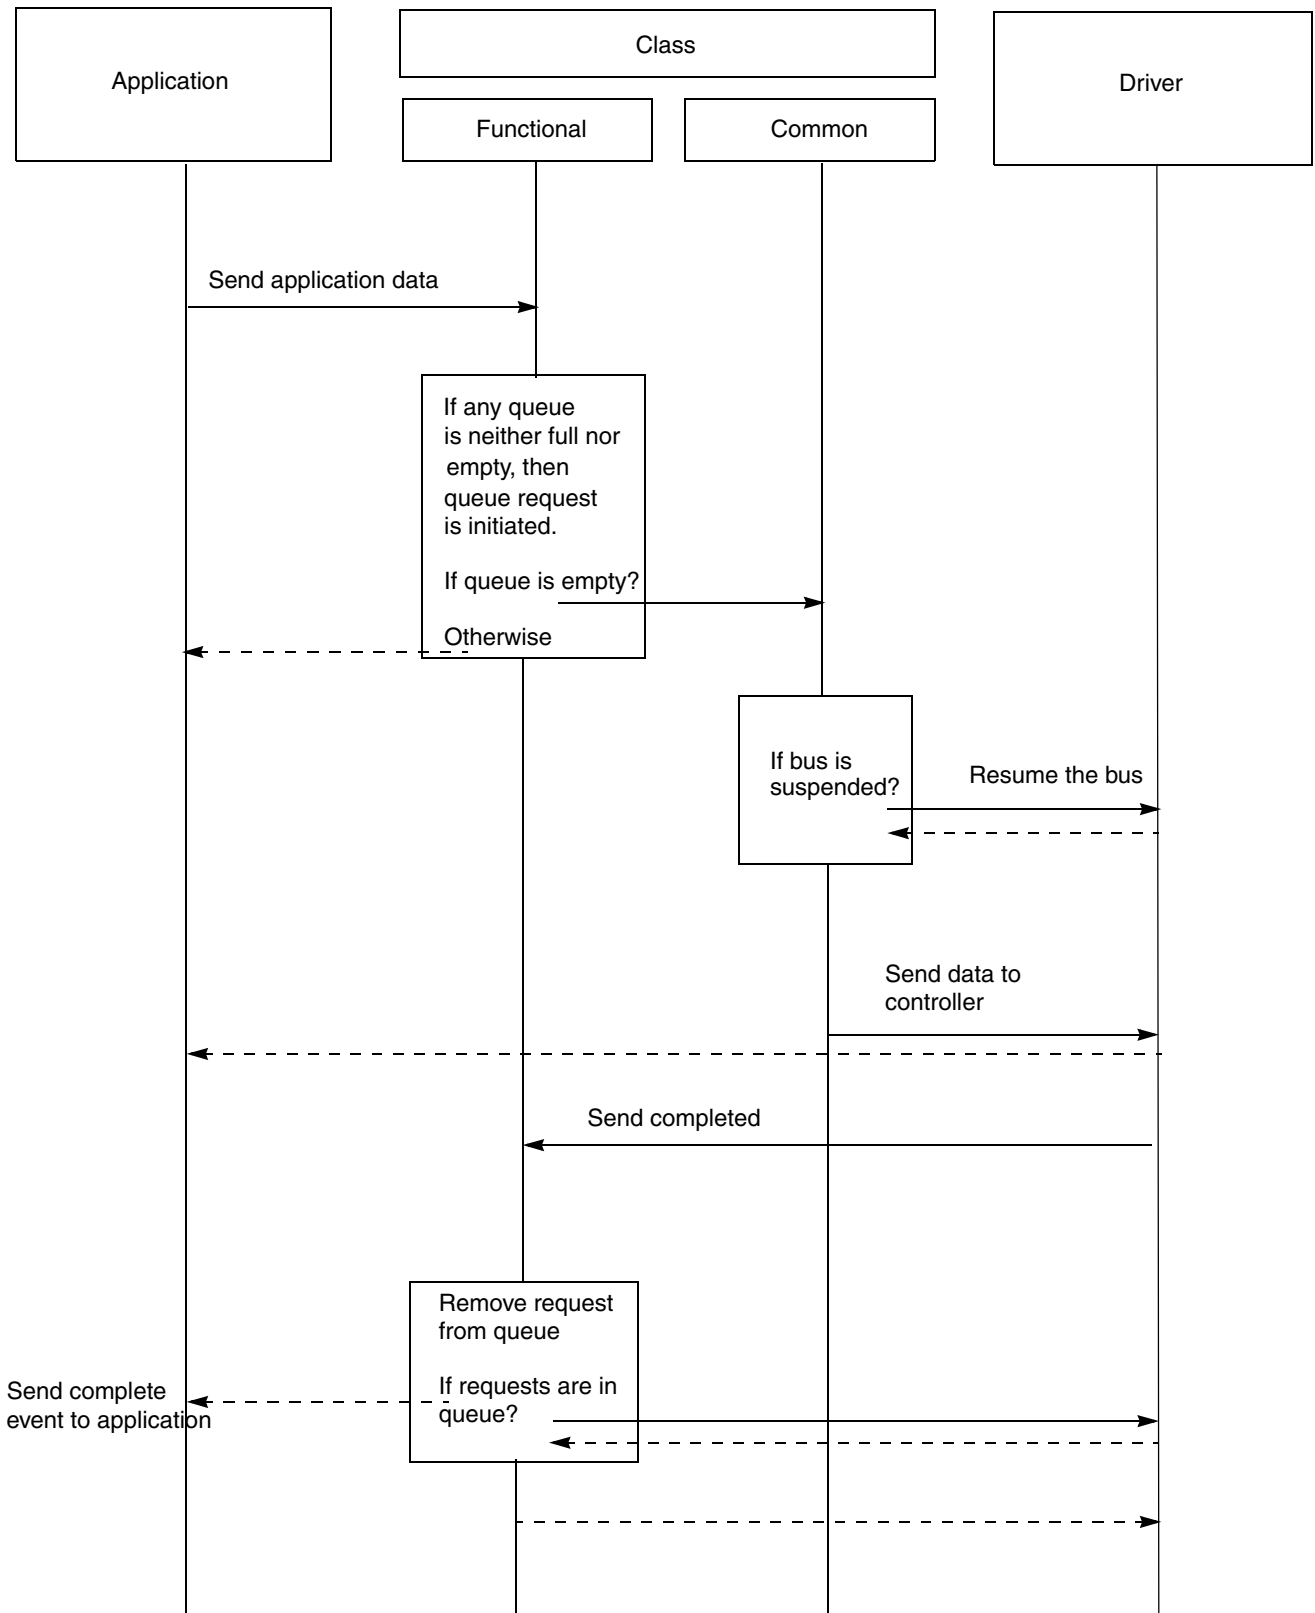 Application
Class
Driver
Functional
Common
Send application data
If any queue
is neither full nor
empty, then
queue request
is initiated.
If queue is empty?
Otherwise
If bus is
suspended?
Resume the bus
Send data to
controller
Send completed
Remove request
from queue
If requests are in
queue?
Send complete
event to application